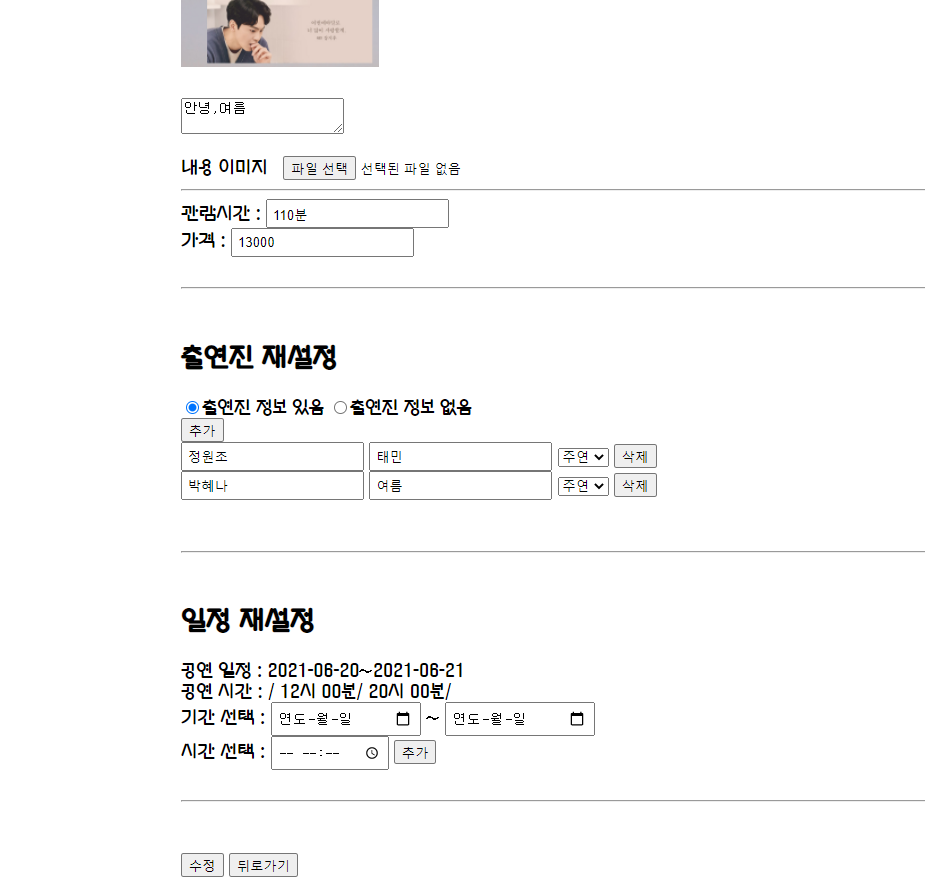 안녕,여름
내용 이미지 파일 선택 선택된 파일 없음
관람시간 : 110분
가격 : 13000
출연진 재설정
출연진 정보 있음 출연진 정보 없음
추가
정원조 태민 주연 삭제
박혜나 여름 주연 삭제
일정 재설정
공연 일정 : 2021-06-20~2021-06-21
공연 시간 : / 12시 00분/ 20시 00분/
기간 선택 : 연도-월-일 ~ 연도-월-일
시간 선택 : -- --:-- 추가
수정 뒤로가기